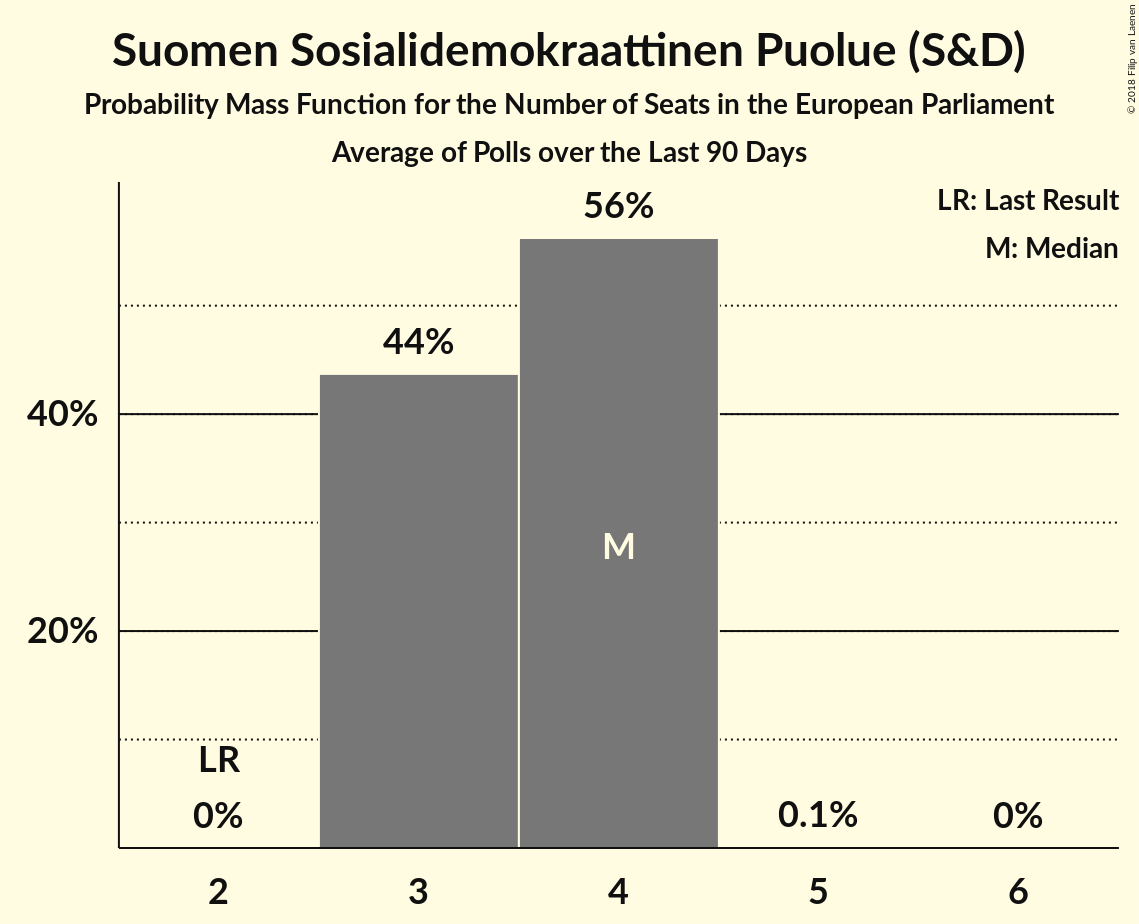 Suomen Sosialidemokraattinen Puolue (S&D)
Probability Mass Function for the Number of Seats in the European Parliament
Average of Polls over the Last 90 Days
© 2018 Filip van Laenen
LR: Last Result
M: Median
56%
44%
40%
M
20%
LR
0%
0.1%
0%
2 3 4 5 6